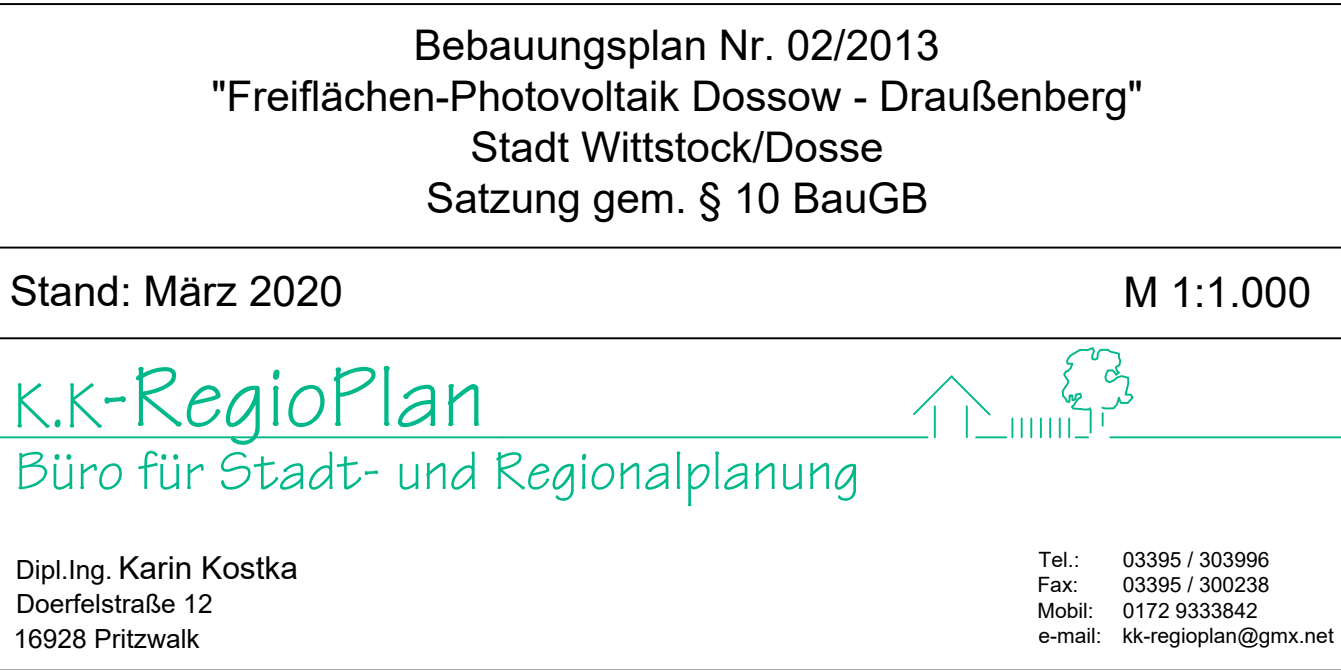 Bebauungsplan Nr. 02/2013
"Freiflächen-Photovoltaik Dossow - Draußenberg"
Stadt Wittstock/Dosse
Satzung gem. § 10 BauGB
Stand: März 2020 M 1:1.000
K.K-RegioPlan
Büro für Stadt- und Regionalplanung
Dipl.Ing. Karin Kostka
Doerfelstraße 12
16928 Pritzwalk
Tel.: 03395 / 303996
Fax: 03395 / 300238
Mobil: 0172 9333842
e-mail: kk-regioplan@gmx.net